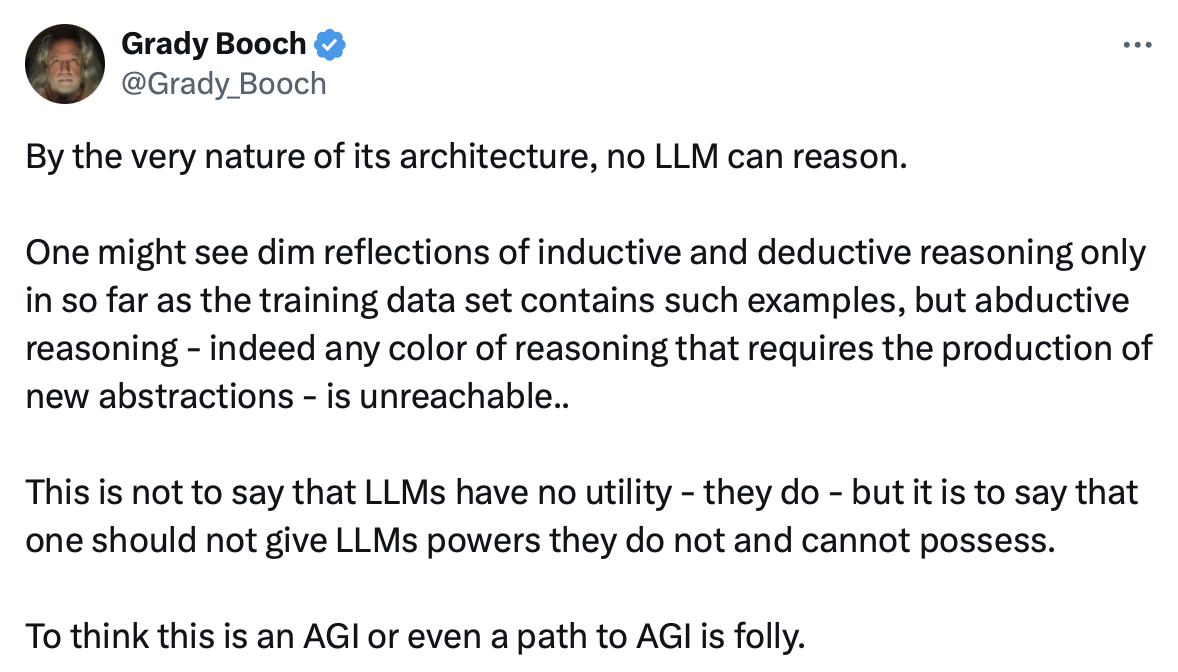 Grady Booch
@Grady_Booch
By the very nature of its architecture, no LLM can reason.
One might see dim reflections of inductive and deductive reasoning only
in so far as the training data set contains such examples, but abductive
reasoning - indeed any color of reasoning that requires the production of
new abstractions - is unreachable..
This is not to say that LLMs have no utility - they do - but it is to say that
one should not give LLMs powers they do not and cannot possess.
To think this is an AGI or even a path to AGI is folly.